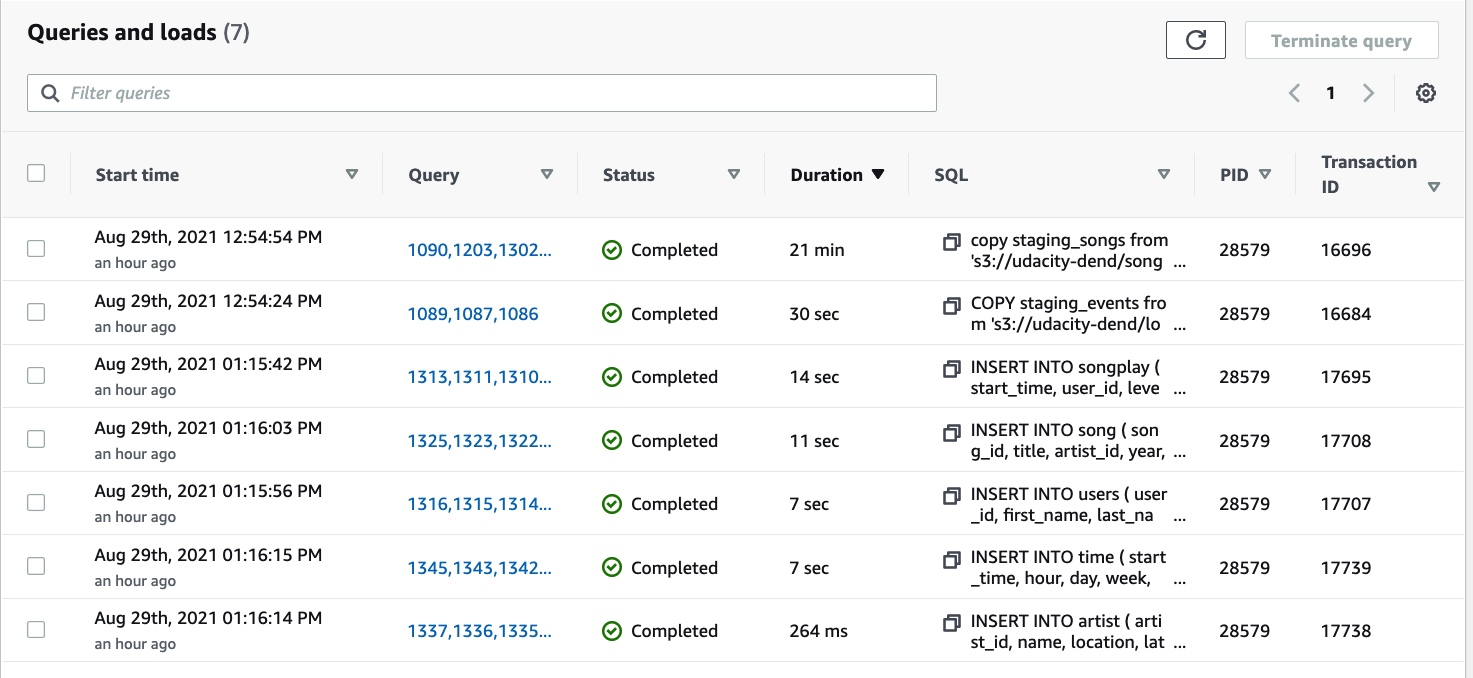 Queries and loads (7)
Terminate query
Filter queries
1
Start time Query Status Duration SQL PID Transaction
ID
Aug 29th, 2021 12:54:54 PM
an hour ago
1090,1203,1302...
Completed
21 min
copy staging_songs from
's3://udacity-dend/song ...
28579
16696
Aug 29th, 2021 12:54:24 PM
an hour ago
1089,1087,1086
Completed
30 sec
COPY staging_events fro
m 's3://udacity-dend/lo ...
28579
16684
Aug 29th, 2021 01:15:42 PM
an hour ago
1313,1311,1310...
Completed
14 sec
INSERT INTO songplay (
start_time, user_id, leve ...
28579
17695
Aug 29th, 2021 01:16:03 PM
an hour ago
1325,1323,1322...
Completed
11 sec
INSERT INTO song ( son
g_id, title, artist_id, year, ...
28579
17708
Aug 29th, 2021 01:15:56 PM
an hour ago
1316,1315,1314...
Completed
7 sec
INSERT INTO users ( user
_id, first_name, last_na ...
28579
17707
Aug 29th, 2021 01:16:15 PM
an hour ago
1345,1343,1342...
Completed
7 sec
INSERT INTO time ( start
_time, hour, day, week, ...
28579
17739
Aug 29th, 2021 01:16:14 PM
an hour ago
1337,1336,1335...
Completed
264 ms
INSERT INTO artist ( arti
st_id, name, location, lat ...
28579
17738